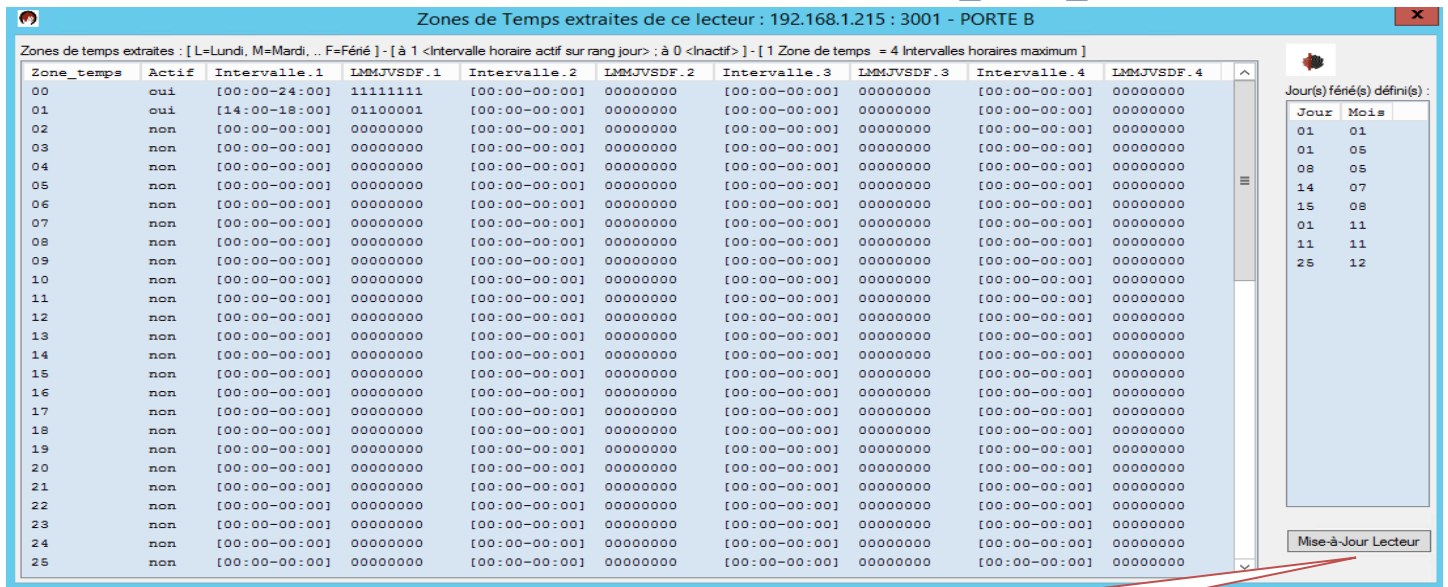 Zones de Temps extraites de ce lecteur : 192.168.1.215 : 3001 - PORTE B
x
Zones de temps extraites : [ L=Lundi, M=Mardi, .. F=Férié ] - [ à 1 <Intervalle horaire actif sur rang jour> ; à 0 <Inactif> ] - [ 1 Zone de temps = 4 Intervalles horaires maximum ]
Zone_temps Actif Intervalle.1 LMMJVSDF.1 Intervalle.2 LMMJVSDF.2 Intervalle.3 LMMJVSDF.3 Intervalle.4 LMMJVSDF.4
00 oui [00:00-24:00] 11111111 [00:00-00:00] 00000000 [00:00-00:00] 00000000 [00:00-00:00] 00000000
01 oui [14:00-18:00] 01100001 [00:00-00:00] 00000000 [00:00-00:00] 00000000 [00:00-00:00] 00000000
02 non [00:00-00:00] 00000000 [00:00-00:00] 00000000 [00:00-00:00] 00000000 [00:00-00:00] 00000000
03 non [00:00-00:00] 00000000 [00:00-00:00] 00000000 [00:00-00:00] 00000000 [00:00-00:00] 00000000
04 non [00:00-00:00] 00000000 [00:00-00:00] 00000000 [00:00-00:00] 00000000 [00:00-00:00] 00000000
05 non [00:00-00:00] 00000000 [00:00-00:00] 00000000 [00:00-00:00] 00000000 [00:00-00:00] 00000000
06 non [00:00-00:00] 00000000 [00:00-00:00] 00000000 [00:00-00:00] 00000000 [00:00-00:00] 00000000
07 non [00:00-00:00] 00000000 [00:00-00:00] 00000000 [00:00-00:00] 00000000 [00:00-00:00] 00000000
08 non [00:00-00:00] 00000000 [00:00-00:00] 00000000 [00:00-00:00] 00000000 [00:00-00:00] 00000000
09 non [00:00-00:00] 00000000 [00:00-00:00] 00000000 [00:00-00:00] 00000000 [00:00-00:00] 00000000
10 non [00:00-00:00] 00000000 [00:00-00:00] 00000000 [00:00-00:00] 00000000 [00:00-00:00] 00000000
11 non [00:00-00:00] 00000000 [00:00-00:00] 00000000 [00:00-00:00] 00000000 [00:00-00:00] 00000000
12 non [00:00-00:00] 00000000 [00:00-00:00] 00000000 [00:00-00:00] 00000000 [00:00-00:00] 00000000
13 non [00:00-00:00] 00000000 [00:00-00:00] 00000000 [00:00-00:00] 00000000 [00:00-00:00] 00000000
14 non [00:00-00:00] 00000000 [00:00-00:00] 00000000 [00:00-00:00] 00000000 [00:00-00:00] 00000000
15 non [00:00-00:00] 00000000 [00:00-00:00] 00000000 [00:00-00:00] 00000000 [00:00-00:00] 00000000
16 non [00:00-00:00] 00000000 [00:00-00:00] 00000000 [00:00-00:00] 00000000 [00:00-00:00] 00000000
17 non [00:00-00:00] 00000000 [00:00-00:00] 00000000 [00:00-00:00] 00000000 [00:00-00:00] 00000000
18 non [00:00-00:00] 00000000 [00:00-00:00] 00000000 [00:00-00:00] 00000000 [00:00-00:00] 00000000
19 non [00:00-00:00] 00000000 [00:00-00:00] 00000000 [00:00-00:00] 00000000 [00:00-00:00] 00000000
20 non [00:00-00:00] 00000000 [00:00-00:00] 00000000 [00:00-00:00] 00000000 [00:00-00:00] 00000000
21 non [00:00-00:00] 00000000 [00:00-00:00] 00000000 [00:00-00:00] 00000000 [00:00-00:00] 00000000
22 non [00:00-00:00] 00000000 [00:00-00:00] 00000000 [00:00-00:00] 00000000 [00:00-00:00] 00000000
23 non [00:00-00:00] 00000000 [00:00-00:00] 00000000 [00:00-00:00] 00000000 [00:00-00:00] 00000000
24 non [00:00-00:00] 00000000 [00:00-00:00] 00000000 [00:00-00:00] 00000000 [00:00-00:00] 00000000
25 non [00:00-00:00] 00000000 [00:00-00:00] 00000000 [00:00-00:00] 00000000 [00:00-00:00] 00000000
Jour(s) férié(s) défini(s) :
Jour Mois
01 01
01 05
08 05
14 07
15 08
01 11
11 11
25 12
Mise-à-Jour Lecteur